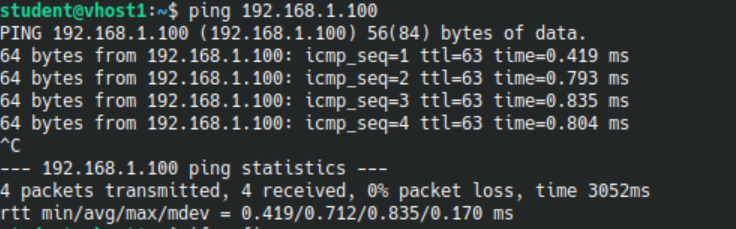 student@vhost1:~$ ping 192.168.1.100
PING 192.168.1.100 (192.168.1.100) 56(84) bytes of data.
64 bytes from 192.168.1.100: icmp_seq=1 ttl=63 time=0.419 ms
64 bytes from 192.168.1.100: icmp_seq=2 ttl=63 time=0.793 ms
64 bytes from 192.168.1.100: icmp_seq=3 ttl=63 time=0.835 ms
64 bytes from 192.168.1.100: icmp_seq=4 ttl=63 time=0.804 ms
^C
--- 192.168.1.100 ping statistics ---
4 packets transmitted, 4 received, 0% packet loss, time 3052ms
rtt min/avg/max/mdev = 0.419/0.712/0.835/0.170 ms